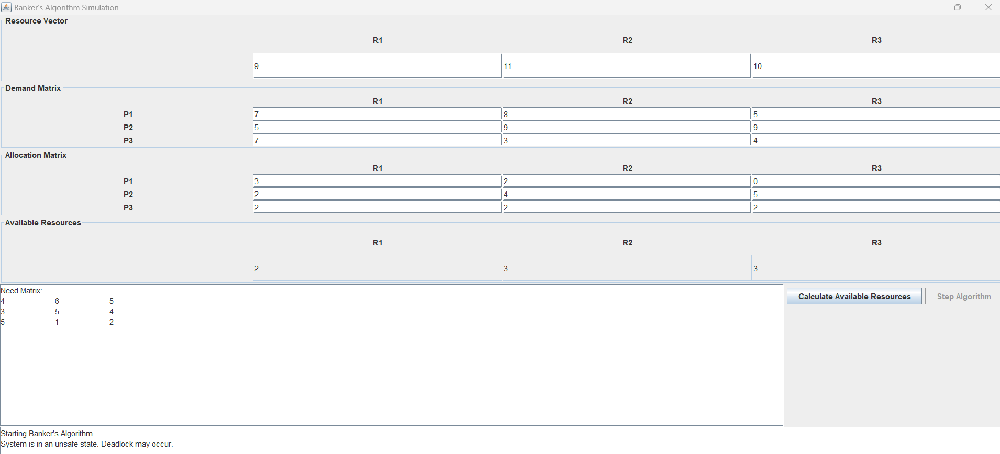 Banker's Algorithm Simulation
Resource Vector
R1 R2 R3
9 11 10
Demand Matrix
R1 R2 R3
P1 7 8 5
P2 5 9 9
P3 7 3 4
Allocation Matrix
R1 R2 R3
P1 3 2 0
P2 2 4 5
P3 2 2 2
Available Resources
R1 R2 R3
2 3 3
Need Matrix:
4 6 5
3 5 4
5 1 2
Calculate Available Resources Step Algorithm
Starting Banker's Algorithm
System is in an unsafe state. Deadlock may occur.